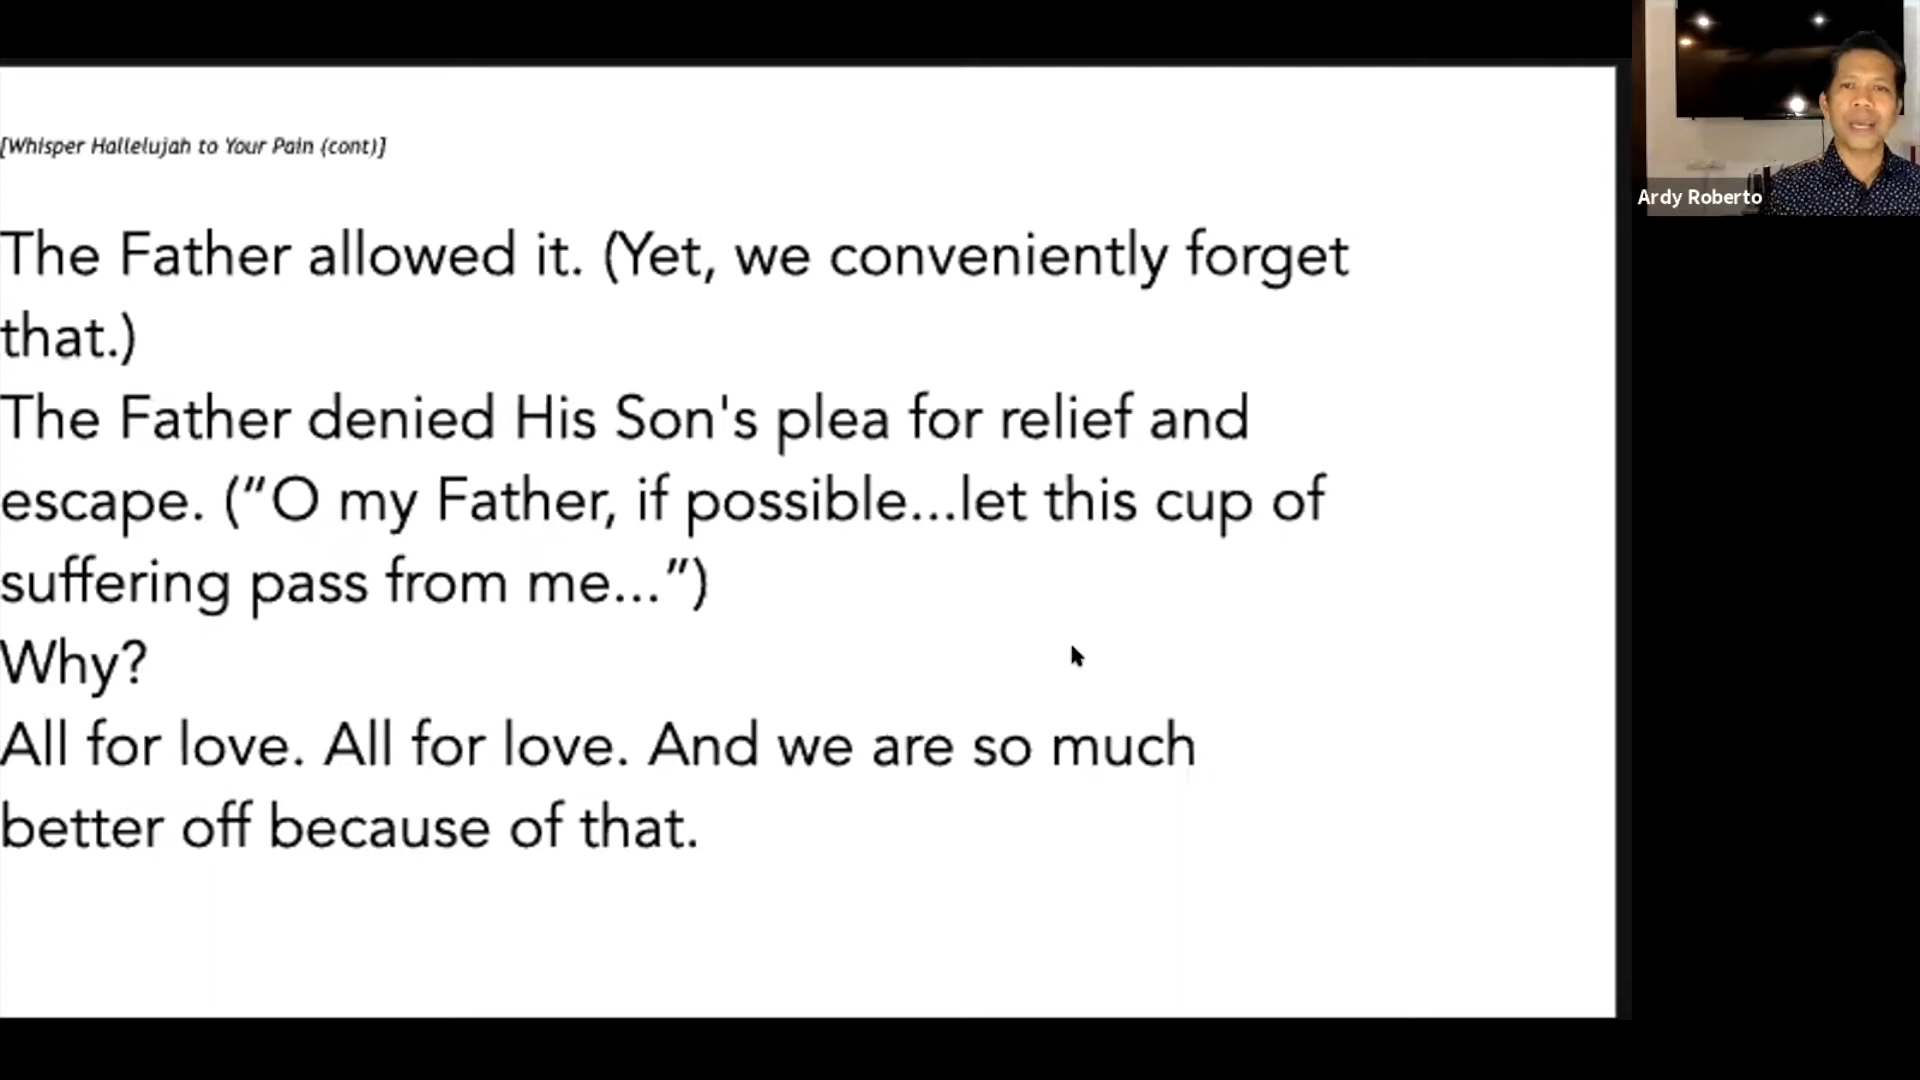 [Whisper Hallelujah to Your Pain (cont)]
The Father allowed it. (Yet, we conveniently forget
that.)
The Father denied His Son's plea for relief and
escape. (“O my Father, if possible...let this cup of
suffering pass from me...”)
Why?
All for love. All for love. And we are so much
better off because of that.
Ardy Roberto